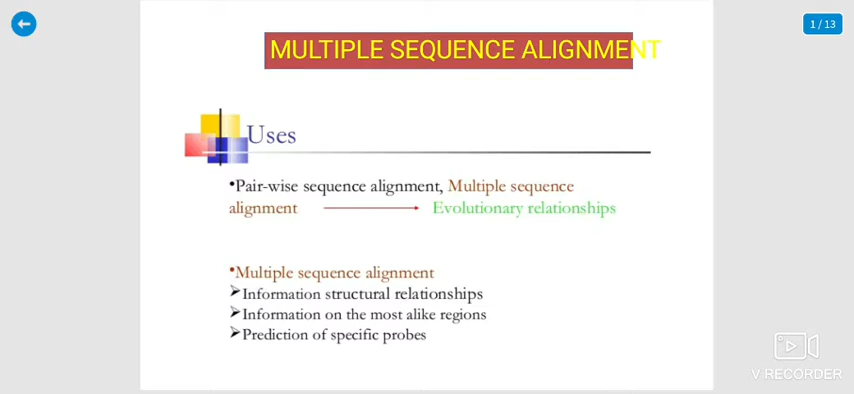 1 / 13
MULTIPLE SEQUENCE ALIGNMENT
Uses
•Pair-wise sequence alignment, Multiple sequence
alignment Evolutionary relationships
•Multiple sequence alignment
➢Information structural relationships
➢Information on the most alike regions
➢Prediction of specific probes
V RECORDER